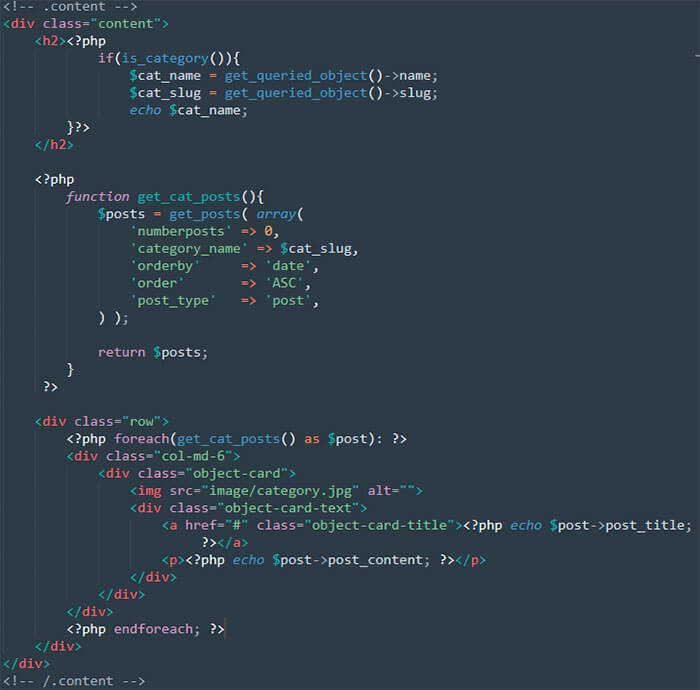 <!-- .content -->
<div class="content">
    <h2><?php
            if(is_category()){
                $cat_name = get_queried_object()->name;
                $cat_slug = get_queried_object()->slug;
                echo $cat_name;
        }?>
    </h2>

    <?php
        function get_cat_posts(){
            $posts = get_posts( array(
                'numberposts' => 0,
                'category_name' => $cat_slug,
                'orderby'     => 'date',
                'order'       => 'ASC',
                'post_type'   => 'post',
            ) );

            return $posts;
        }
     ?>

    <div class="row">
        <?php foreach(get_cat_posts() as $post): ?>
        <div class="col-md-6">
            <div class="object-card">
                <img src="image/category.jpg" alt="">
                <div class="object-card-text">
                    <a href="#" class="object-card-title"><?php echo $post->post_title;
                         ?></a>
                    <p><?php echo $post->post_content; ?></p>
                </div>
            </div>
        </div>
        <?php endforeach; ?>
    </div>
</div>
<!-- /.content -->